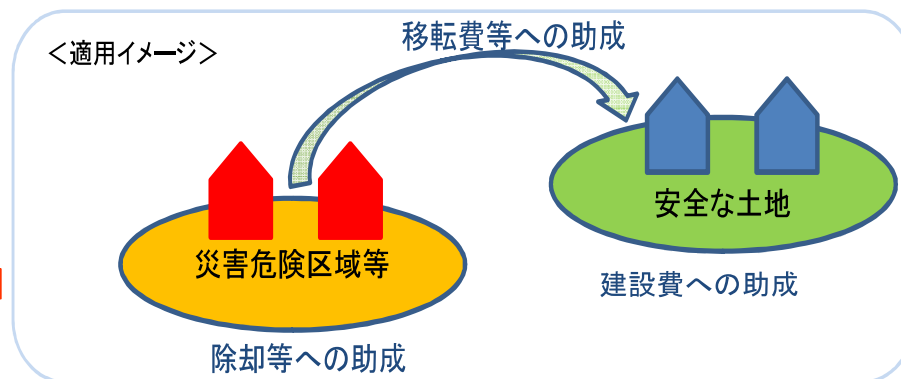 <適用イメージ>
移転費等への助成
安全な土地
災害危険区域等
建設費への助成
除却等への助成